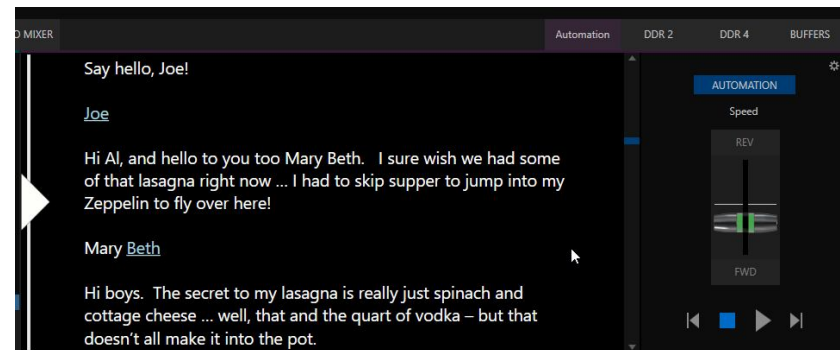 O MIXER
Automation
DDR 2
DDR 4
BUFFERS
Say hello, Joe!
Joe
Hi Al, and hello to you too Mary Beth.   I sure wish we had some
of that lasagna right now ... I had to skip supper to jump into my
Zeppelin to fly over here!
Mary Beth
Hi boys.  The secret to my lasagna is really just spinach and
cottage cheese ... well, that and the quart of vodka – but that
doesn't all make it into the pot.
AUTOMATION
Speed
REV
FWD